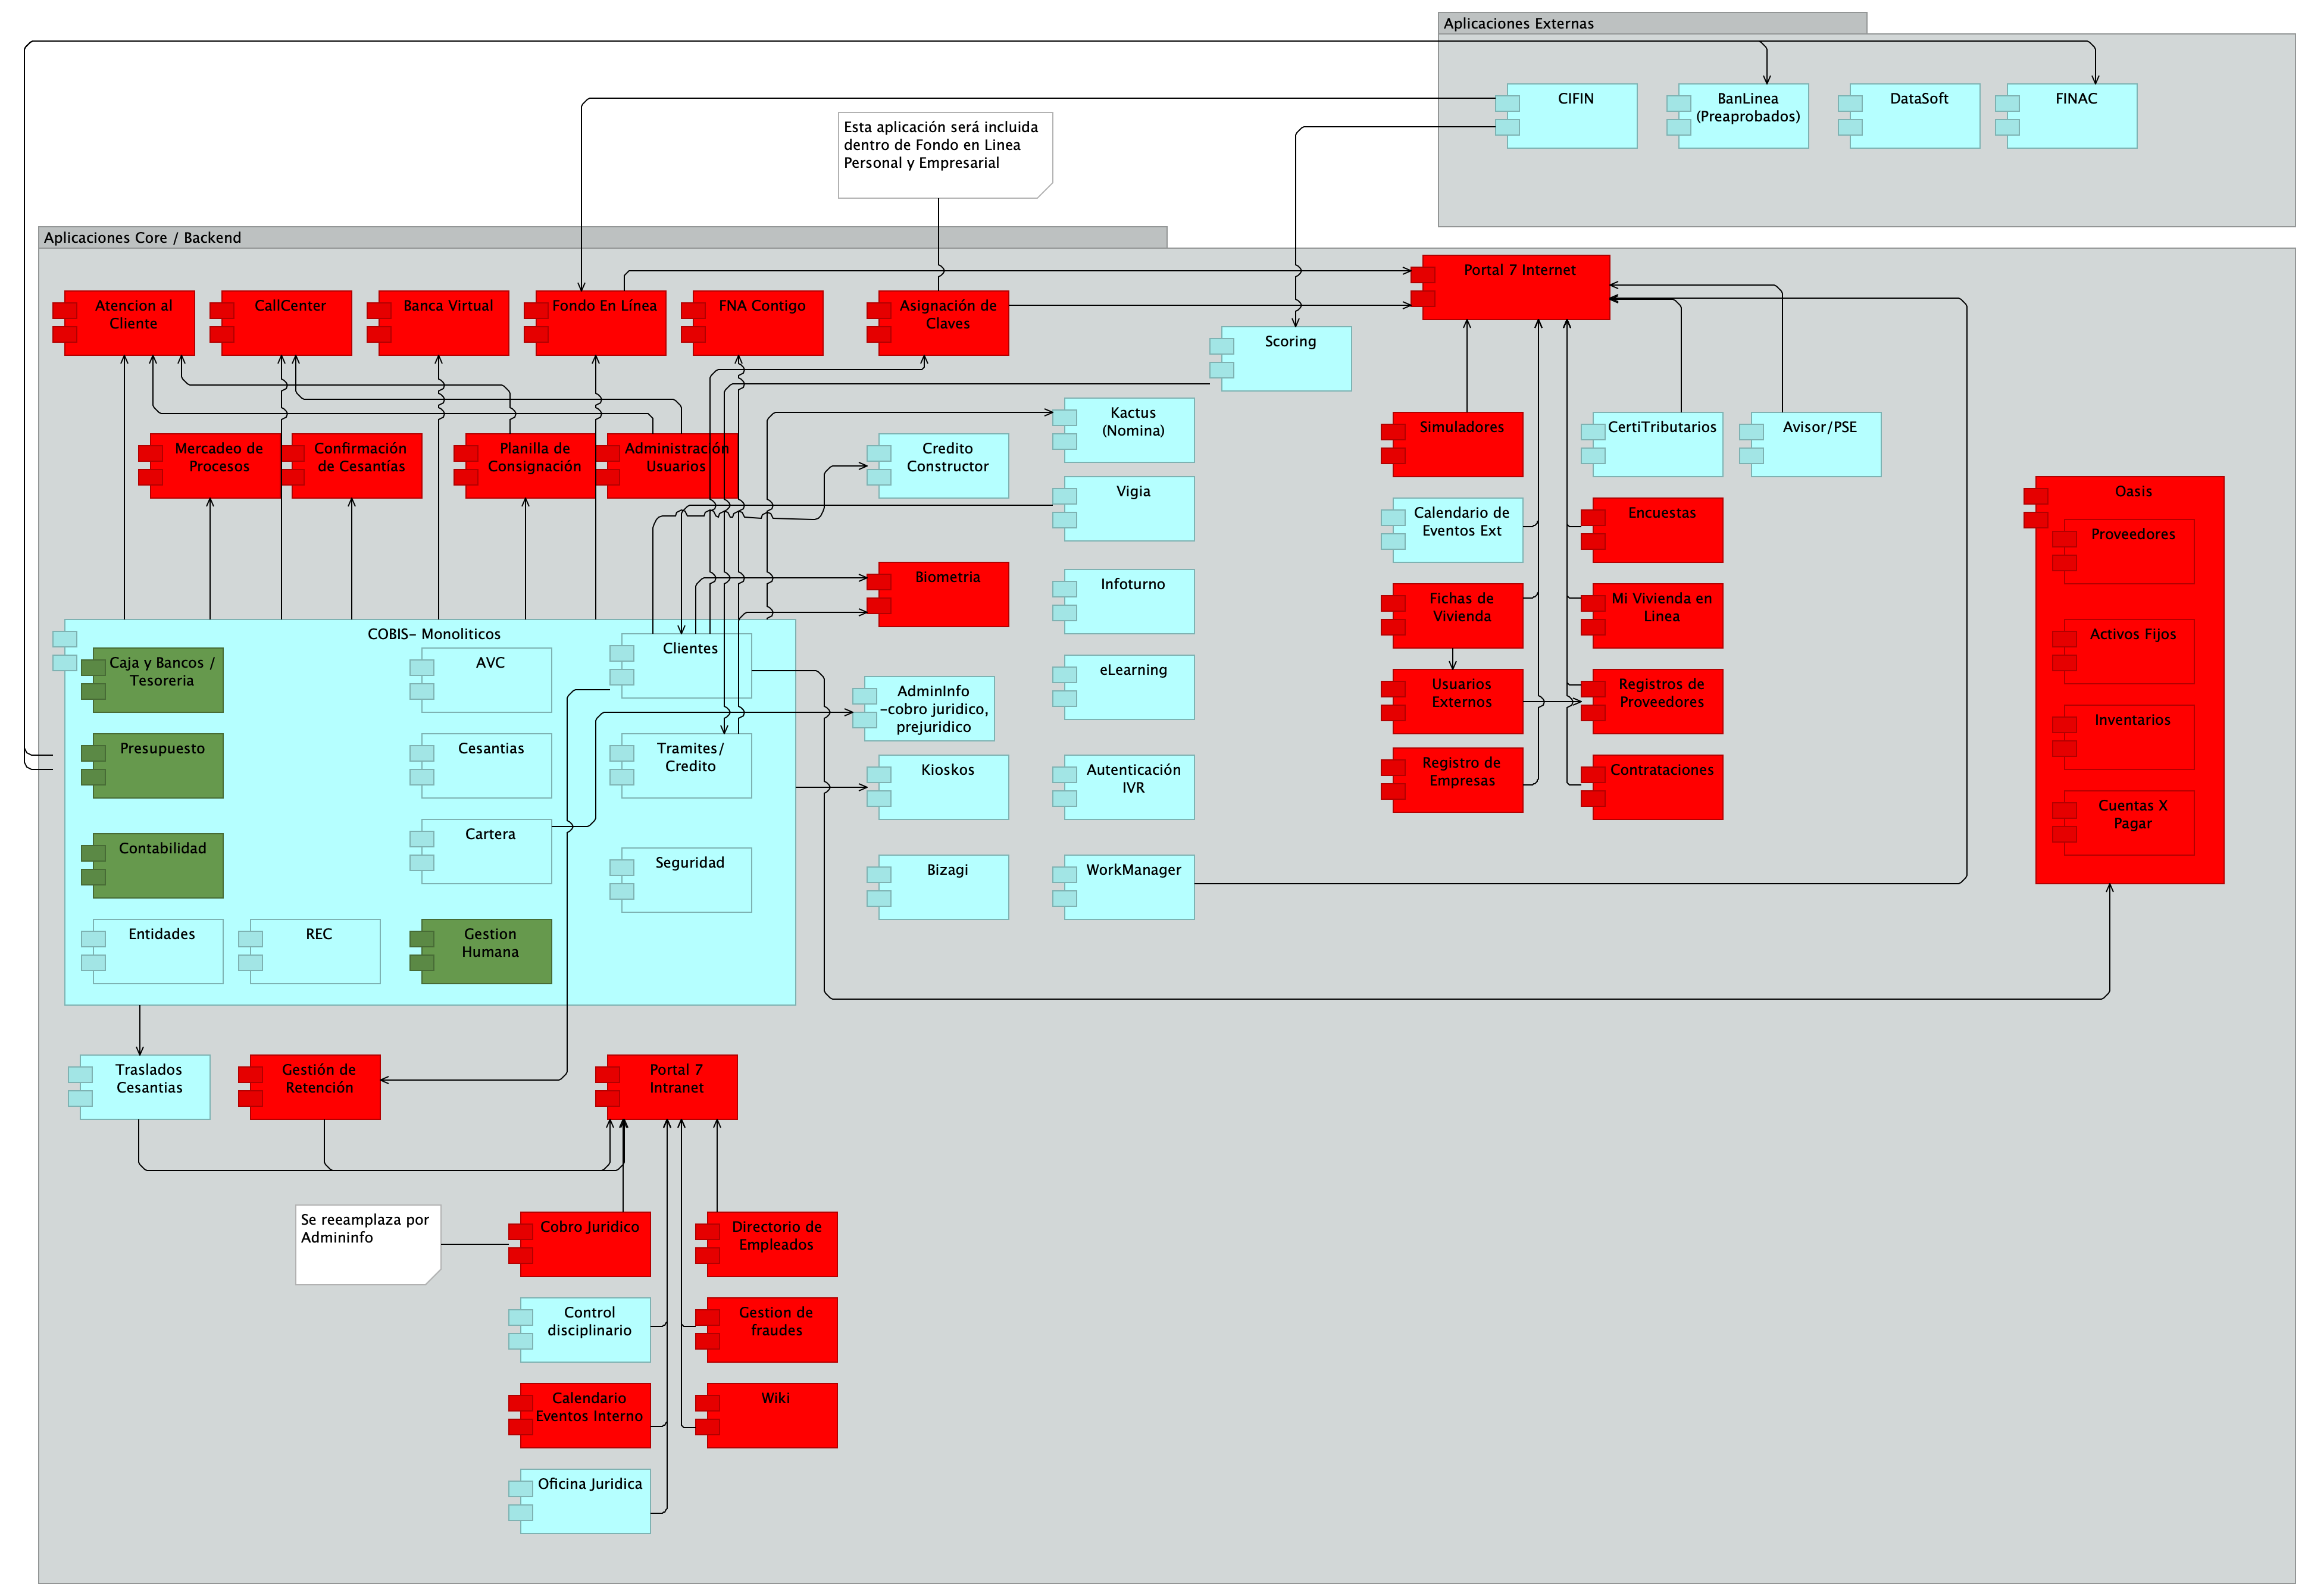 Aplicaciones Externas
CIFIN
BanLinea
(Preaprobados)
DataSoft
FINAC
Esta aplicación será incluida
dentro de Fondo en Linea
Personal y Empresarial
Aplicaciones Core / Backend
Atencion al
Cliente
CallCenter
Banca Virtual
Fondo En Línea
FNA Contigo
Asignación de
Claves
Portal 7 Internet
Scoring
Mercadeo de
Procesos
Confirmación
de Cesantías
Planilla de
Consignación
Administración
Usuarios
Credito
Constructor
Kactus
(Nomina)
Simuladores
CertiTributarios
Avisor/PSE
Vigia
Calendario de
Eventos Ext
Encuestas
Oasis
Proveedores
Activos Fijos
Inventarios
Cuentas X
Pagar
Biometria
Infoturno
Fichas de
Vivienda
Mi Vivienda en
Linea
COBIS- Monoliticos
Caja y Bancos /
Tesoreria
AVC
Clientes
Presupuesto
Cesantias
Tramites/
Credito
Contabilidad
Cartera
Seguridad
Entidades
REC
Gestion
Humana
AdminInfo
-cobro juridico,
prejuridico
eLearning
Usuarios
Externos
Registros de
Proveedores
Kioskos
Autenticación
IVR
Registro de
Empresas
Contrataciones
Bizagi
WorkManager
Traslados
Cesantias
Gestión de
Retención
Portal 7
Intranet
Se reeamplaza por
Admininfo
Cobro Juridico
Directorio de
Empleados
Control
disciplinario
Gestion de
fraudes
Calendario
Eventos Interno
Wiki
Oficina Juridica